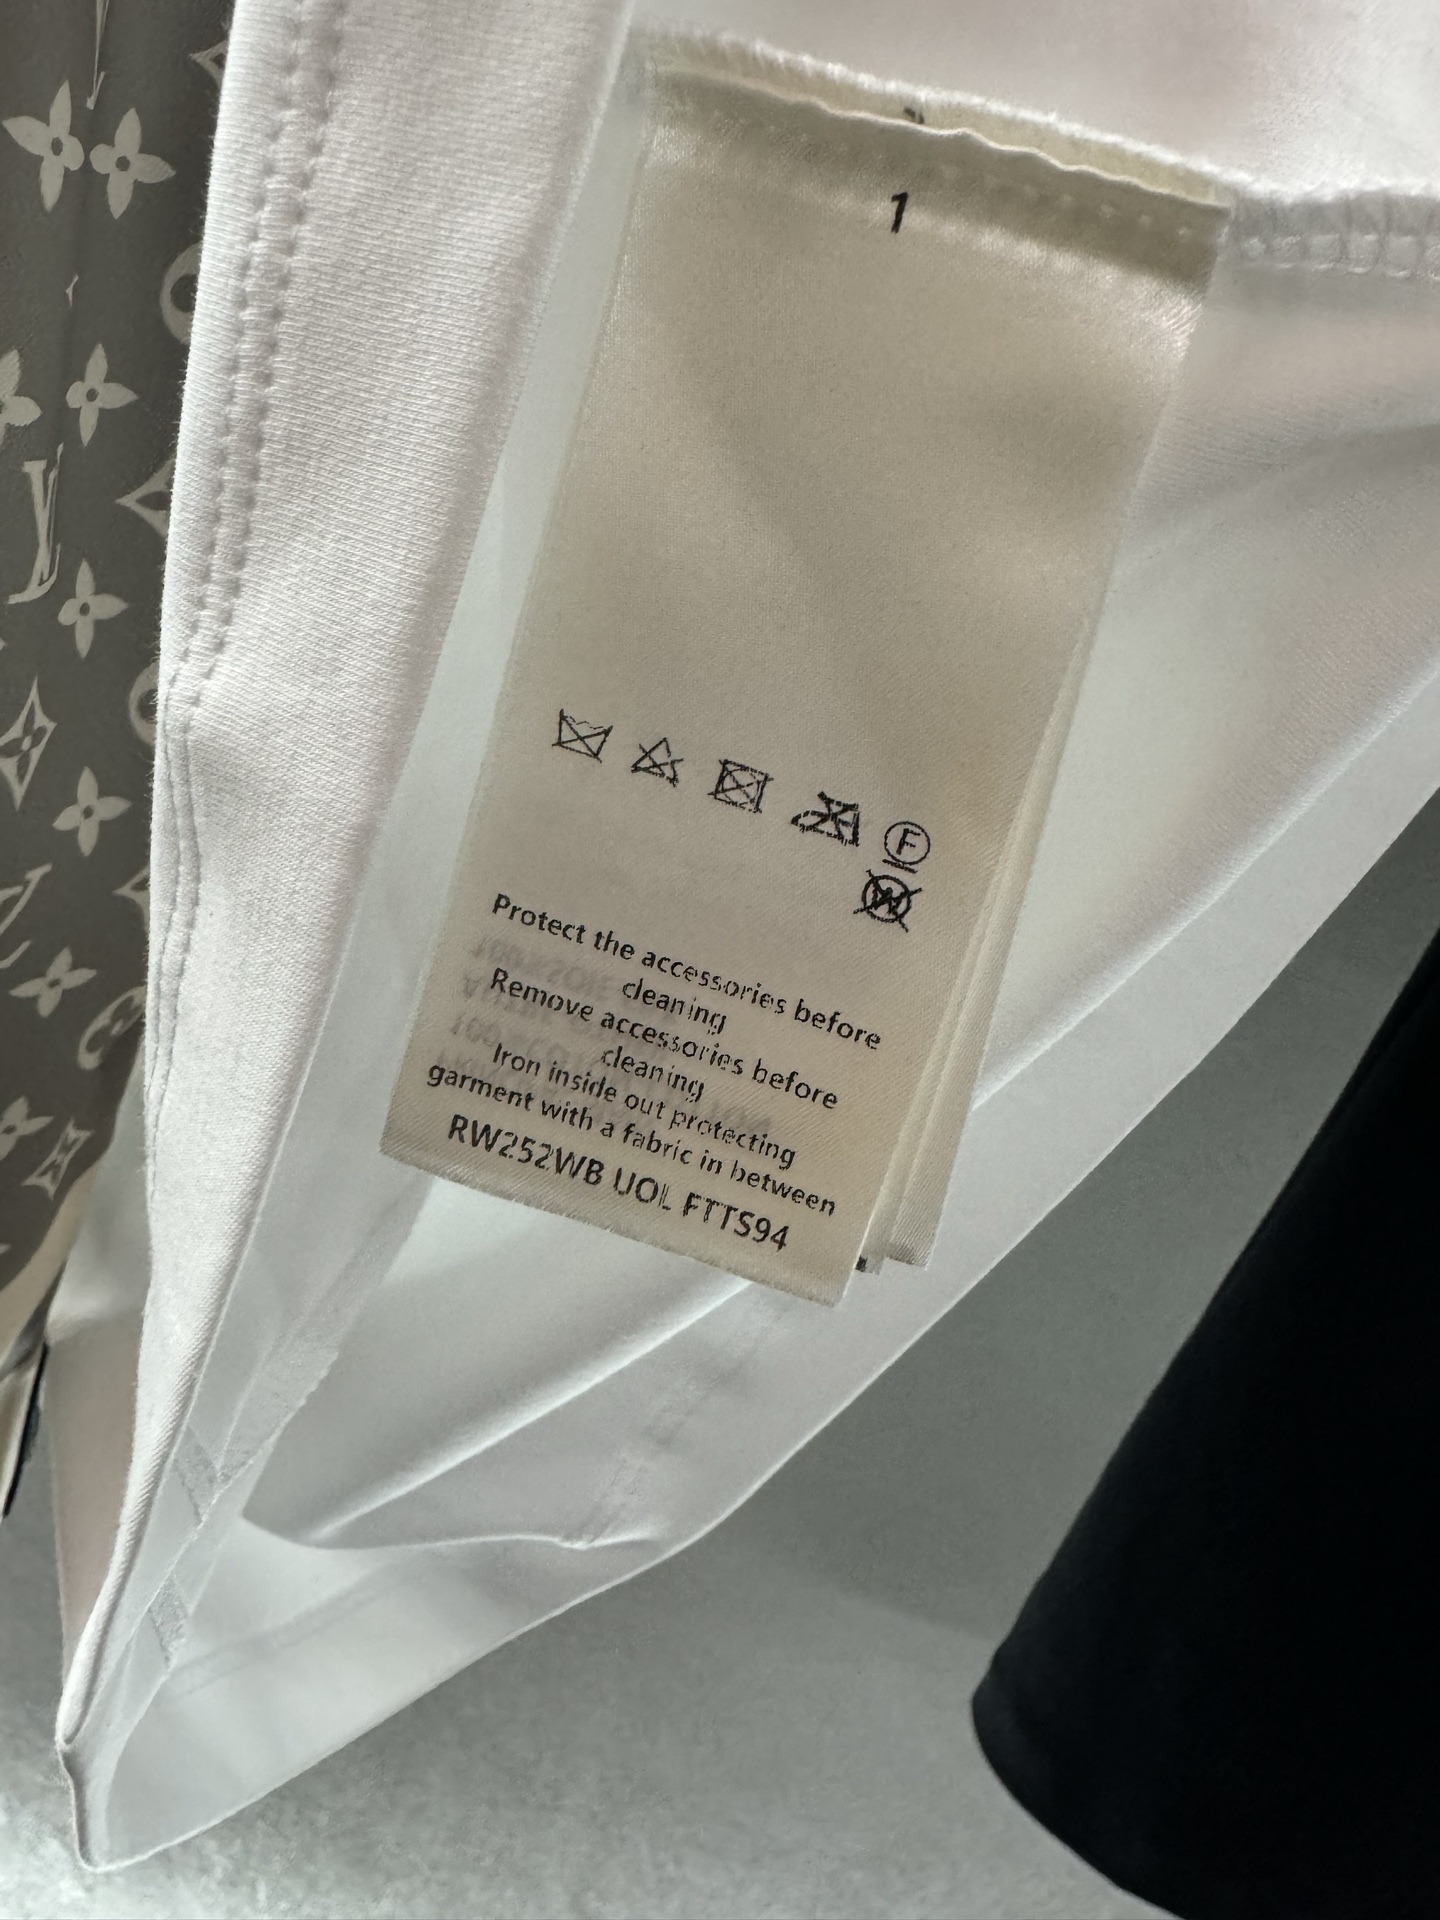 1
F
W
Protect the accessories before
cleaning
Remove accessories before
cleaning
Iron inside out protecting
garment with a fabric in between
RW252WB UOL FTTS94